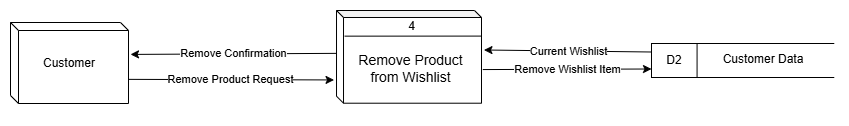 4
Customer
Remove Confirmation
Remove Product Request
Remove Product
from Wishlist
Current Wishlist
Remove Wishlist Item
D2
Customer Data